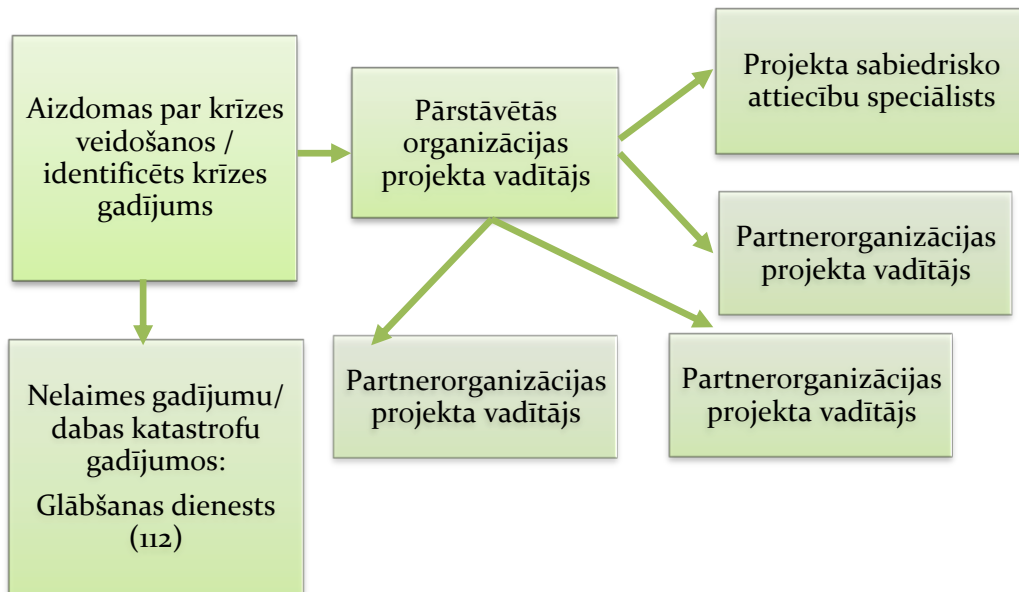 Aizdomas par krīzes
veidošanos /
identificēts krīzes
gadījums
Pārstāvētās
organizācijas
projekta vadītājs
Projekta sabiedrisko
attiecību speciālists
Partnerorganizācijas
projekta vadītājs
Partnerorganizācijas
projekta vadītājs
Partnerorganizācijas
projekta vadītājs
Nelaimes gadījumu/
dabas katastrofu
gadījumos:
Glābšanas dienests
(112)